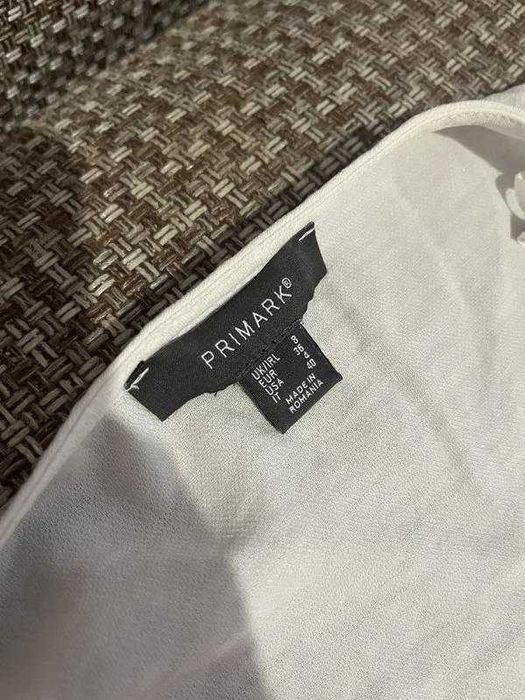 PRIMARK®
UK/IRL 8
EUR 36
USA 4
IT 40
MADE IN
ROMANIA